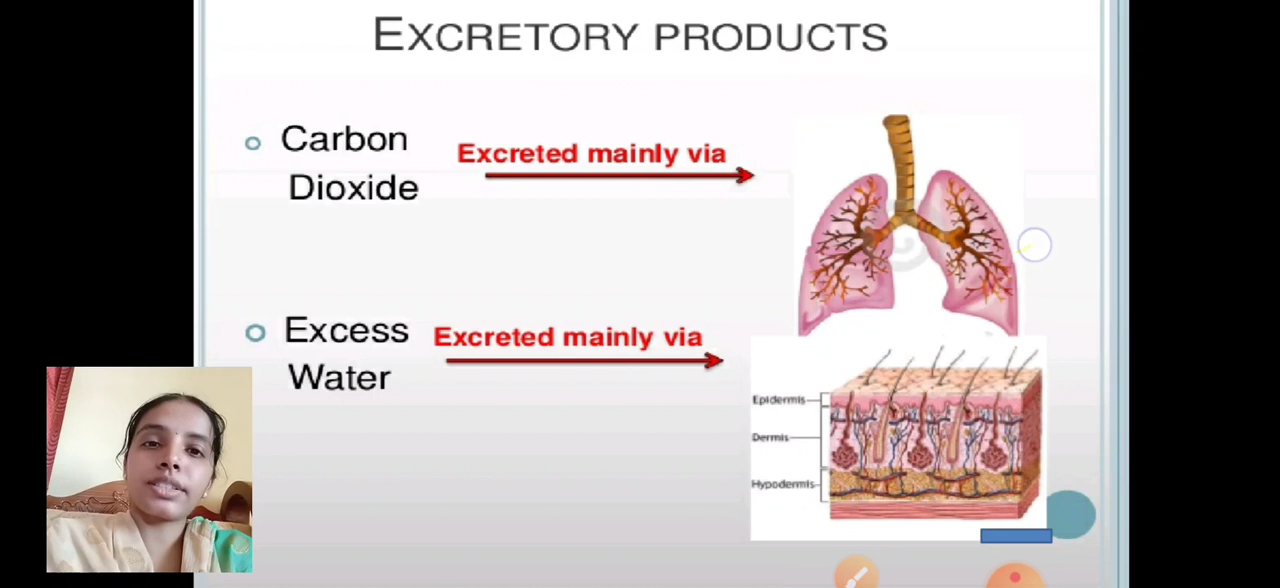 EXCRETORY PRODUCTS
Carbon
Dioxide
Excreted mainly via
Excess
Water
Excreted mainly via
Epidermis
Dermis
Hypodermis